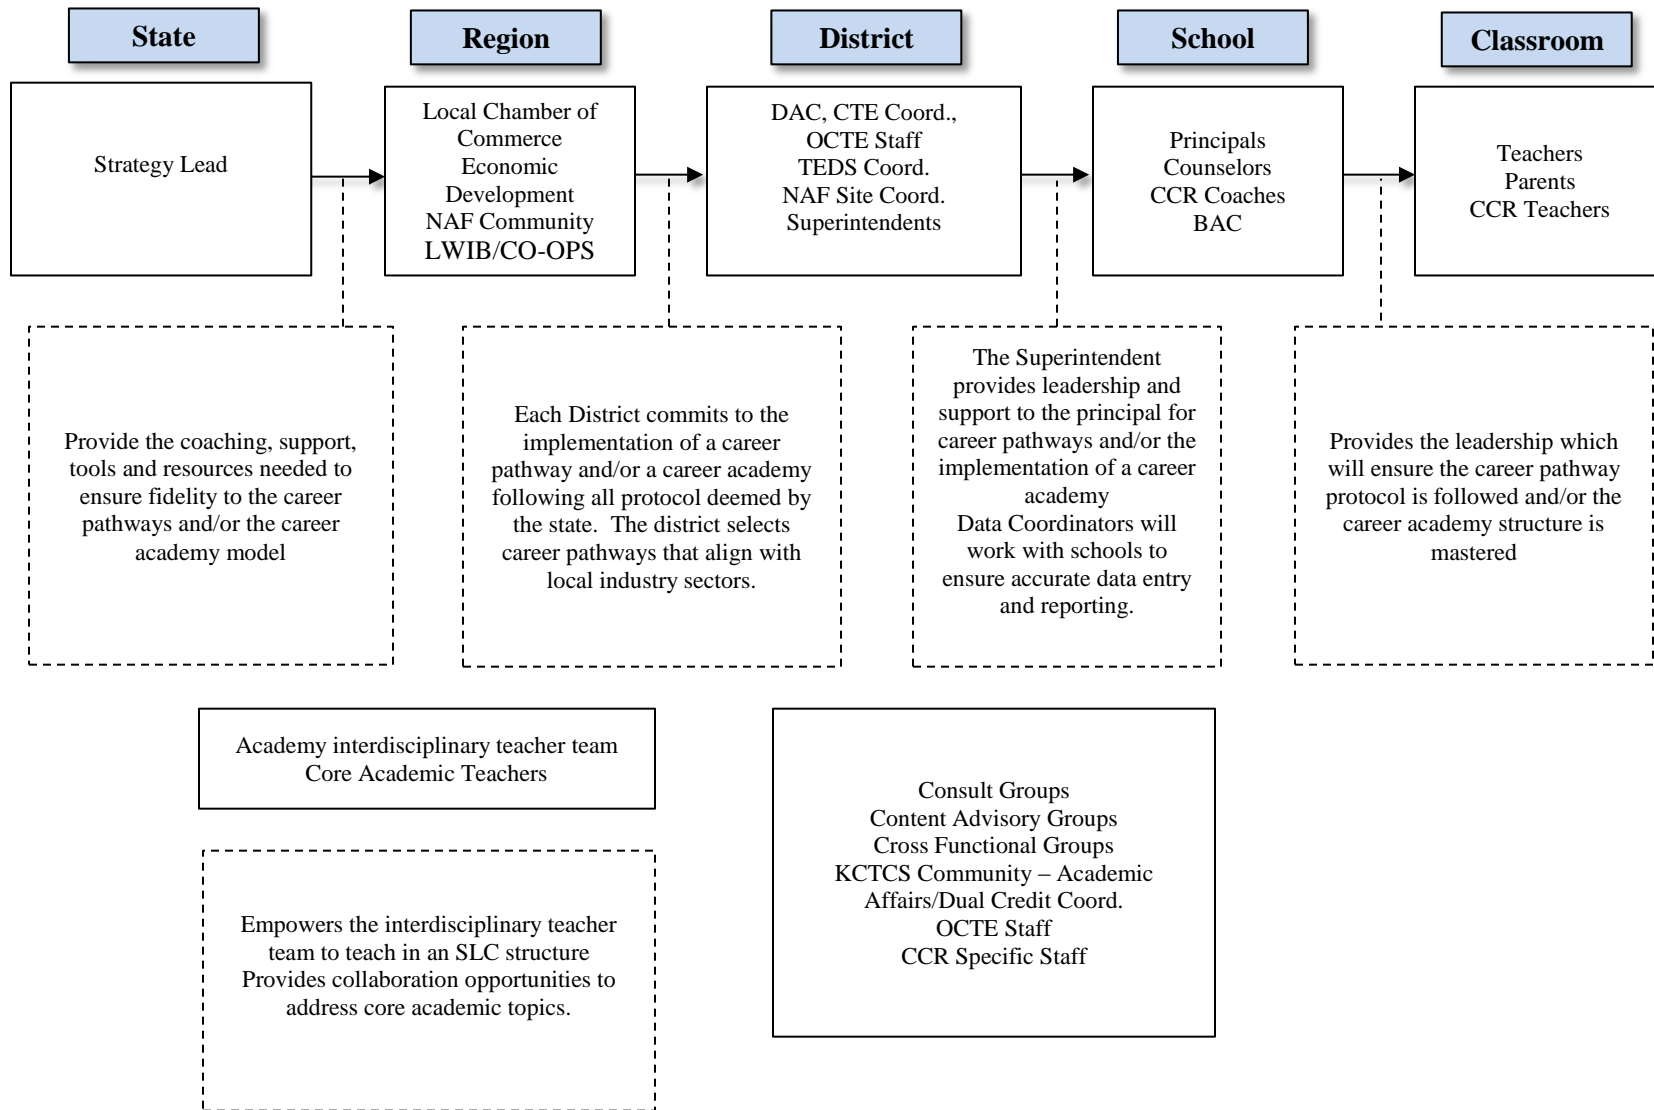 State
Region
District
School
Classroom
Strategy Lead
Local Chamber of
Commerce
Economic
Development
NAF Community
LWIB/CO-OPS
DAC, CTE Coord.,
OCTE Staff
TEDS Coord.
NAF Site Coord.
Superintendents
Principals
Counselors
CCR Coaches
BAC
Teachers
Parents
CCR Teachers
Provide the coaching, support,
tools and resources needed to
ensure fidelity to the career
pathways and/or the career
academy model
Each District commits to the
implementation of a career
pathway and/or a career academy
following all protocol deemed by
the state.  The district selects
career pathways that align with
local industry sectors.
The Superintendent
provides leadership and
support to the principal for
career pathways and/or the
implementation of a career
academy
Data Coordinators will
work with schools to
ensure accurate data entry
and reporting.
Provides the leadership which
will ensure the career pathway
protocol is followed and/or the
career academy structure is
mastered
Academy interdisciplinary teacher team
Core Academic Teachers
Empowers the interdisciplinary teacher
team to teach in an SLC structure
Provides collaboration opportunities to
address core academic topics.
Consult Groups
Content Advisory Groups
Cross Functional Groups
KCTCS Community – Academic
Affairs/Dual Credit Coord.
OCTE Staff
CCR Specific Staff